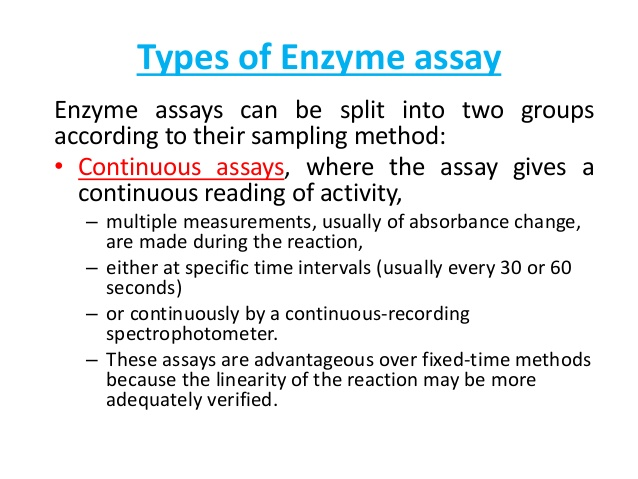 Types of Enzyme assay
Enzyme assays can be split into two groups
according to their sampling method:
• Continuous assays, where the assay gives a
continuous reading of activity,
– multiple measurements, usually of absorbance change,
are made during the reaction,
– either at specific time intervals (usually every 30 or 60
seconds)
– or continuously by a continuous-recording
spectrophotometer.
– These assays are advantageous over fixed-time methods
because the linearity of the reaction may be more
adequately verified.